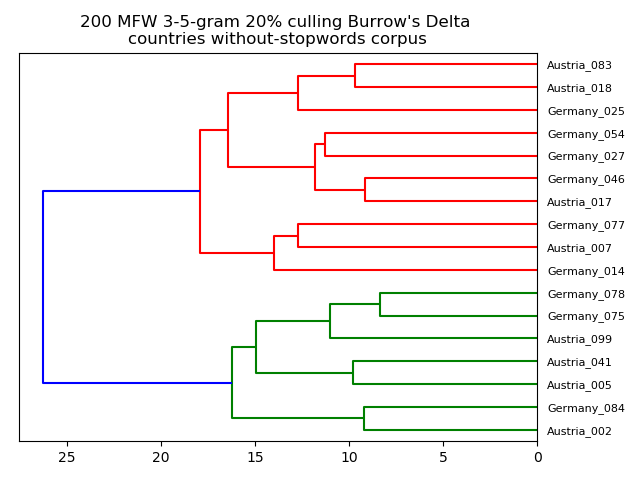 200 MFW 3-5-gram 20% culling Burrow's Delta
countries without-stopwords corpus
Austria_083
Austria_018
Germany_025
Germany_054
Germany_027
Germany_046
Austria_017
Germany_077
Austria_007
Germany_014
Germany_078
Germany_075
Austria_099
Austria_041
Austria_005
Germany_084
Austria_002
25 20 15 10 5 0